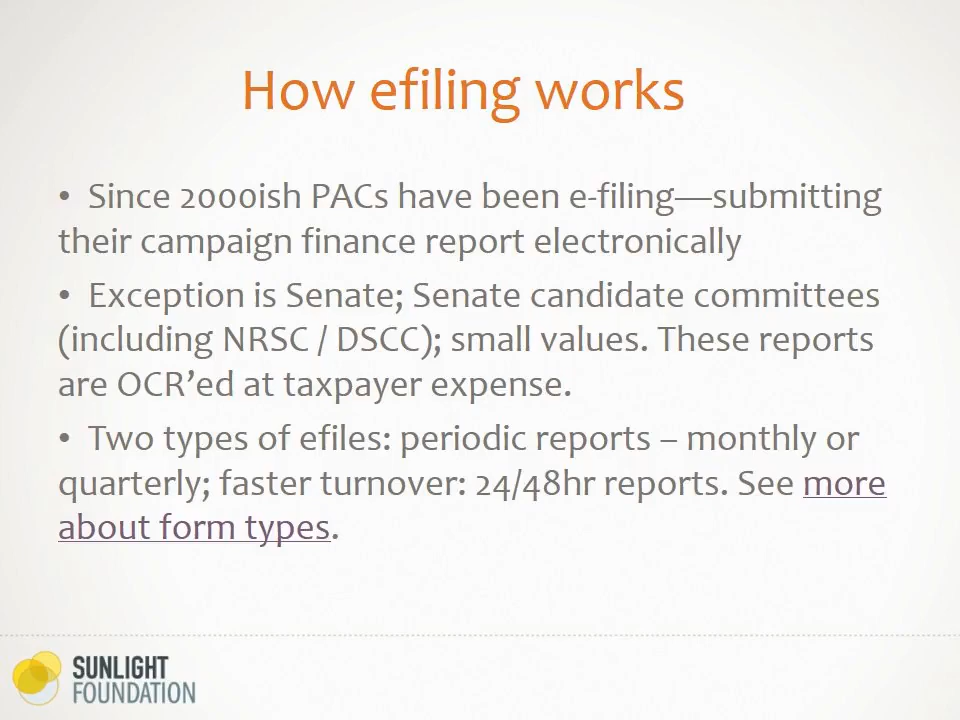 How efiling works
• Since 2000ish PACs have been e-filing—submitting
their campaign finance report electronically
• Exception is Senate; Senate candidate committees
(including NRSC / DSCC); small values. These reports
are OCR’ed at taxpayer expense.
• Two types of efiles: periodic reports – monthly or
quarterly; faster turnover: 24/48hr reports. See more
about form types.
SUNLIGHT
FOUNDATION